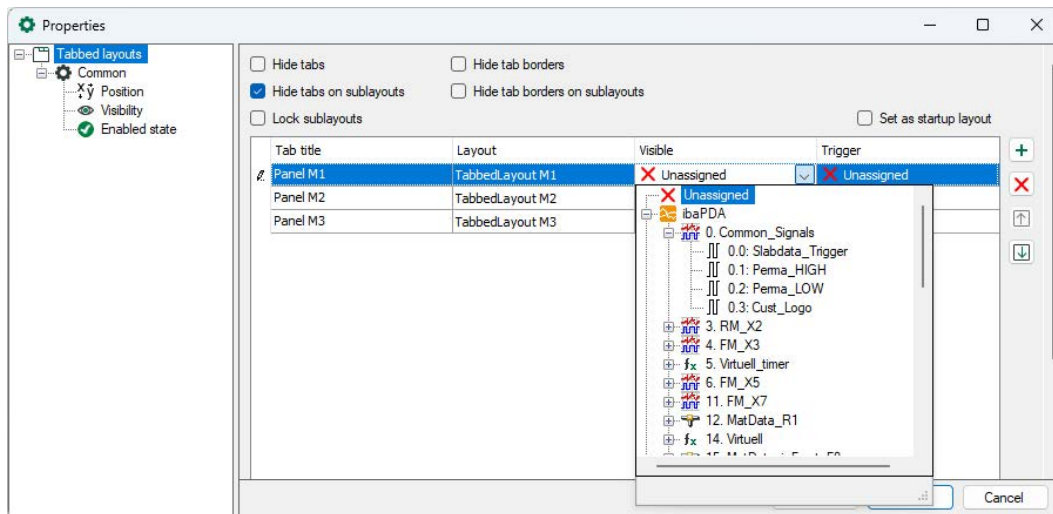 Properties
Tabbed layouts
Common
Position
Visibility
Enabled state
Hide tabs
Hide tab borders
Hide tabs on sublayouts
Hide tab borders on sublayouts
Lock sublayouts
Set as startup layout
Tab title Layout Visible Trigger
Panel M1 TabbedLayout M1 Unassigned Unassigned
Panel M2 TabbedLayout M2
Panel M3 TabbedLayout M3
Unassigned
ibaPDA
0. Common_Signals
0.0: Slabdata_Trigger
0.1: Perma_HIGH
0.2: Perma_LOW
0.3: Cust_Logo
3. RM_X2
4. FM_X3
5. Virtuell_timer
6. FM_X5
11. FM_X7
12. MatData_R1
14. Virtuell
Cancel